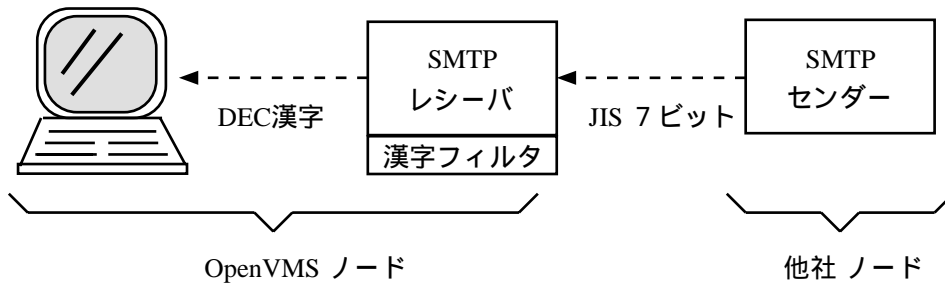 SMTP
レシーバ
漢字フィルタ
DEC漢字
JIS 7 ビット
SMTP
センダー
OpenVMS ノード
他社 ノード